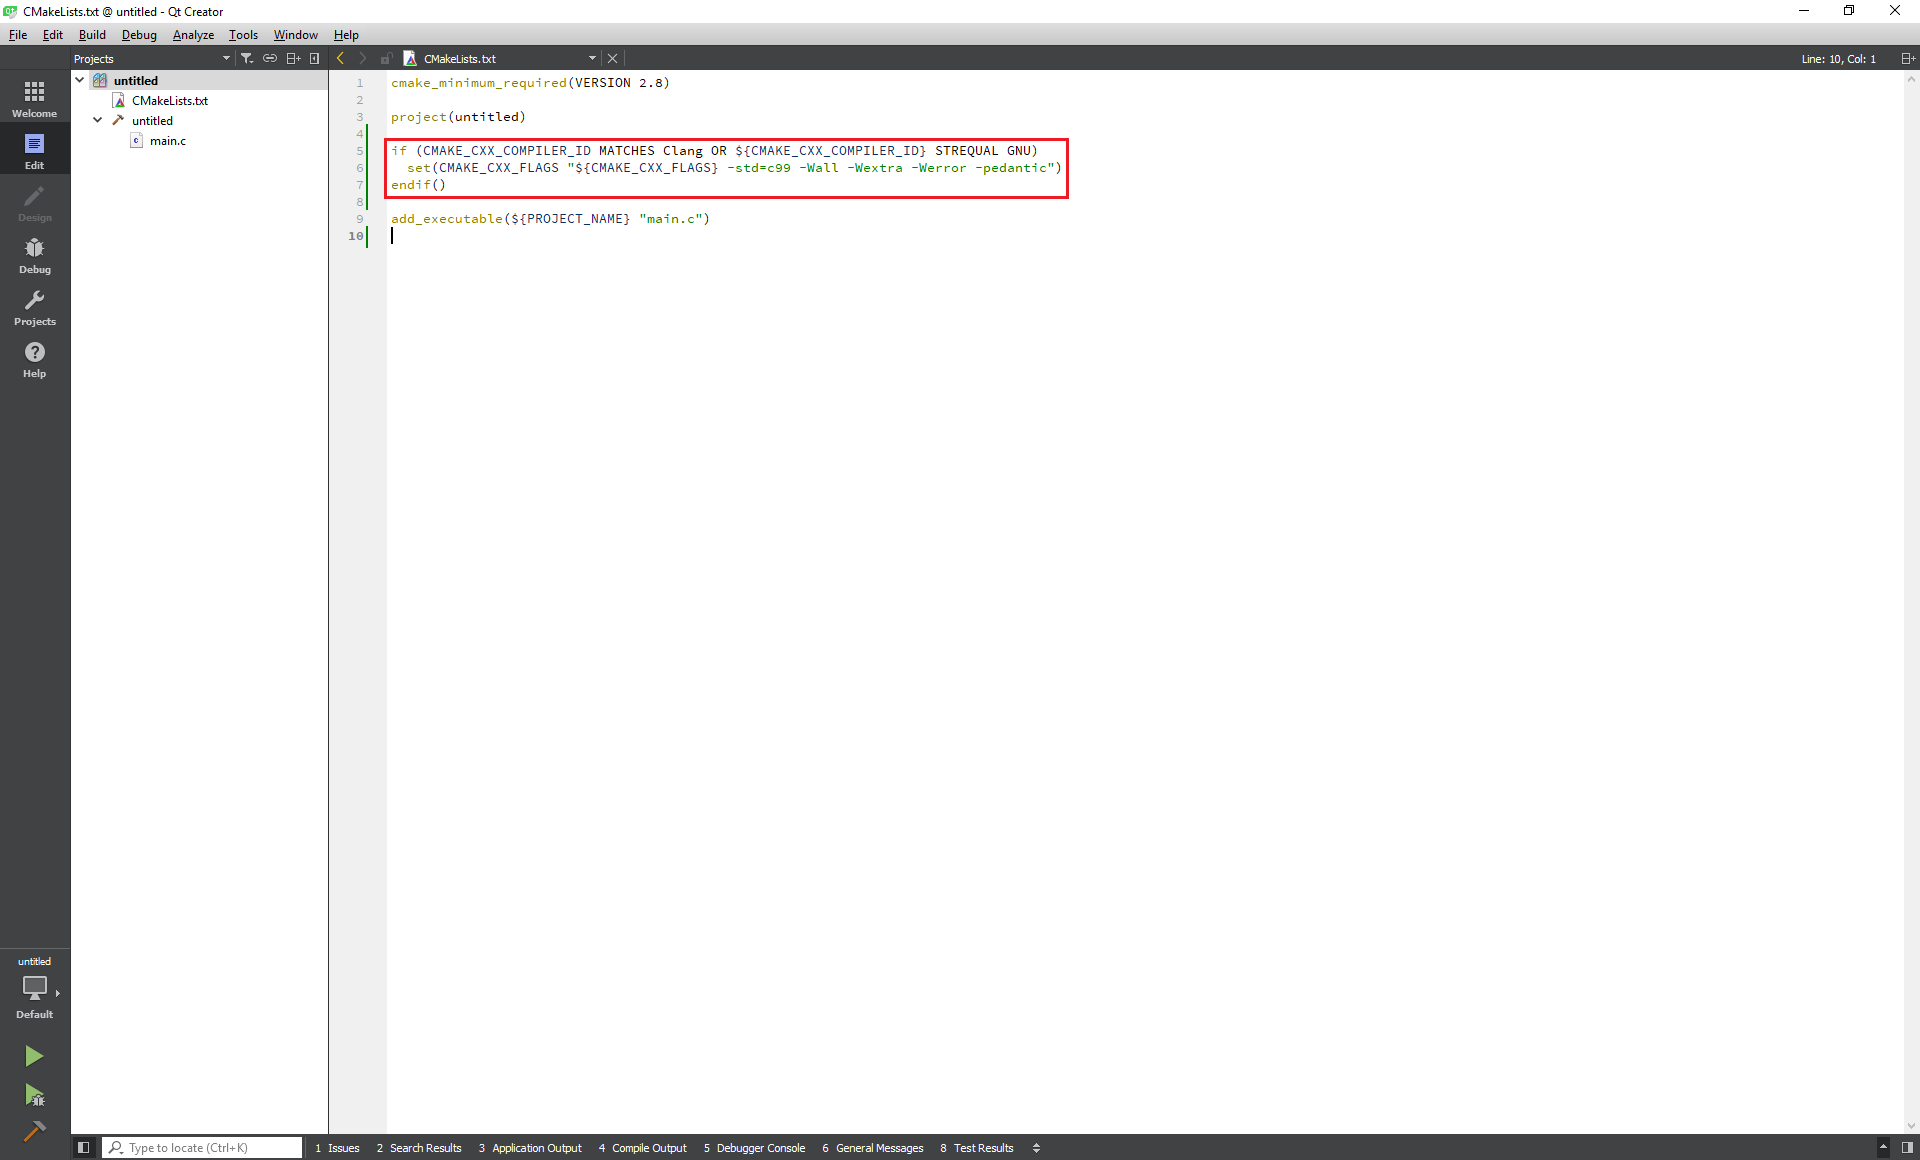 CMakeLists.txt @ untitled - Qt Creator
File Edit Build Debug Analyze Tools Window Help
Projects
CMakeLists.txt
Line: 10, Col: 1
untitled
CMakeLists.txt
untitled
main.c
Welcome
Edit
Design
Debug
Projects
Help
1 cmake_minimum_required(VERSION 2.8)
2
3 project(untitled)
4
5 if (CMAKE_CXX_COMPILER_ID MATCHES Clang OR ${CMAKE_CXX_COMPILER_ID} STREQUAL GNU)
6 set(CMAKE_CXX_FLAGS "${CMAKE_CXX_FLAGS} -std=c99 -Wall -Wextra -Werror -pedantic")
7 endif()
8
9 add_executable(${PROJECT_NAME} "main.c")
10
untitled
Default
Type to locate (Ctrl+K)
1 Issues 2 Search Results 3 Application Output 4 Compile Output 5 Debugger Console 6 General Messages 8 Test Results